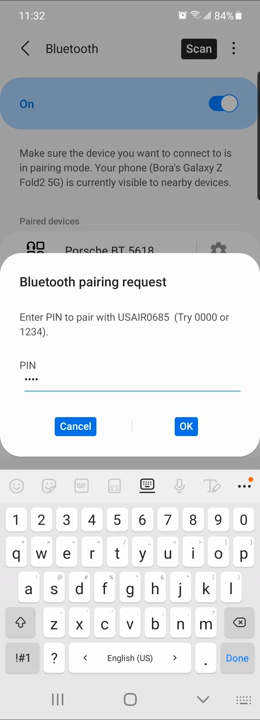 11:32
84%
Bluetooth
Scan
On
Make sure the device you want to connect to is
in pairing mode. Your phone (Bora's Galaxy Z
Fold2 5G) is currently visible to nearby devices.
Paired devices
Porsche BT 5618
Bluetooth pairing request
Enter PIN to pair with USAIR0685 (Try 0000 or
1234).
PIN
••••
Cancel
OK
GIF
1 2 3 4 5 6 7 8 9 0
q w e r t y u i o p
a s d f g h j k l
z x c v b n m
!#1 ? < English (US) > . Done